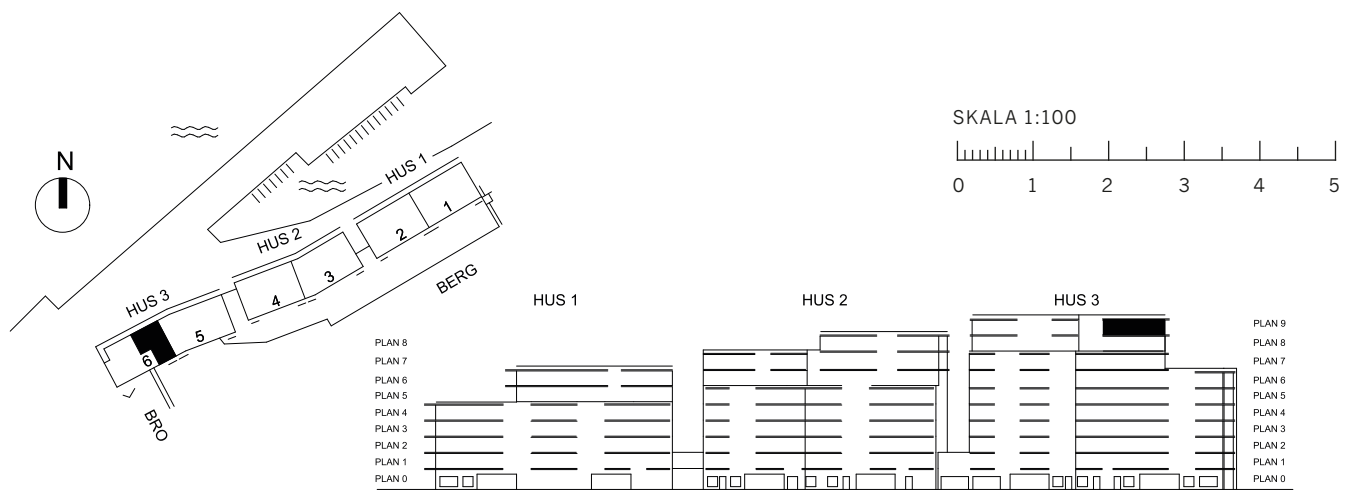 SKALA 1:100
0 1 2 3 4 5
N
HUS 1
1
2
HUS 2
3
4
BERG
HUS 3
5
6
BRO
HUS 1 HUS 2 HUS 3
PLAN 8
PLAN 7
PLAN 6
PLAN 5
PLAN 4
PLAN 3
PLAN 2
PLAN 1
PLAN 0
PLAN 9
PLAN 8
PLAN 7
PLAN 6
PLAN 5
PLAN 4
PLAN 3
PLAN 2
PLAN 1
PLAN 0